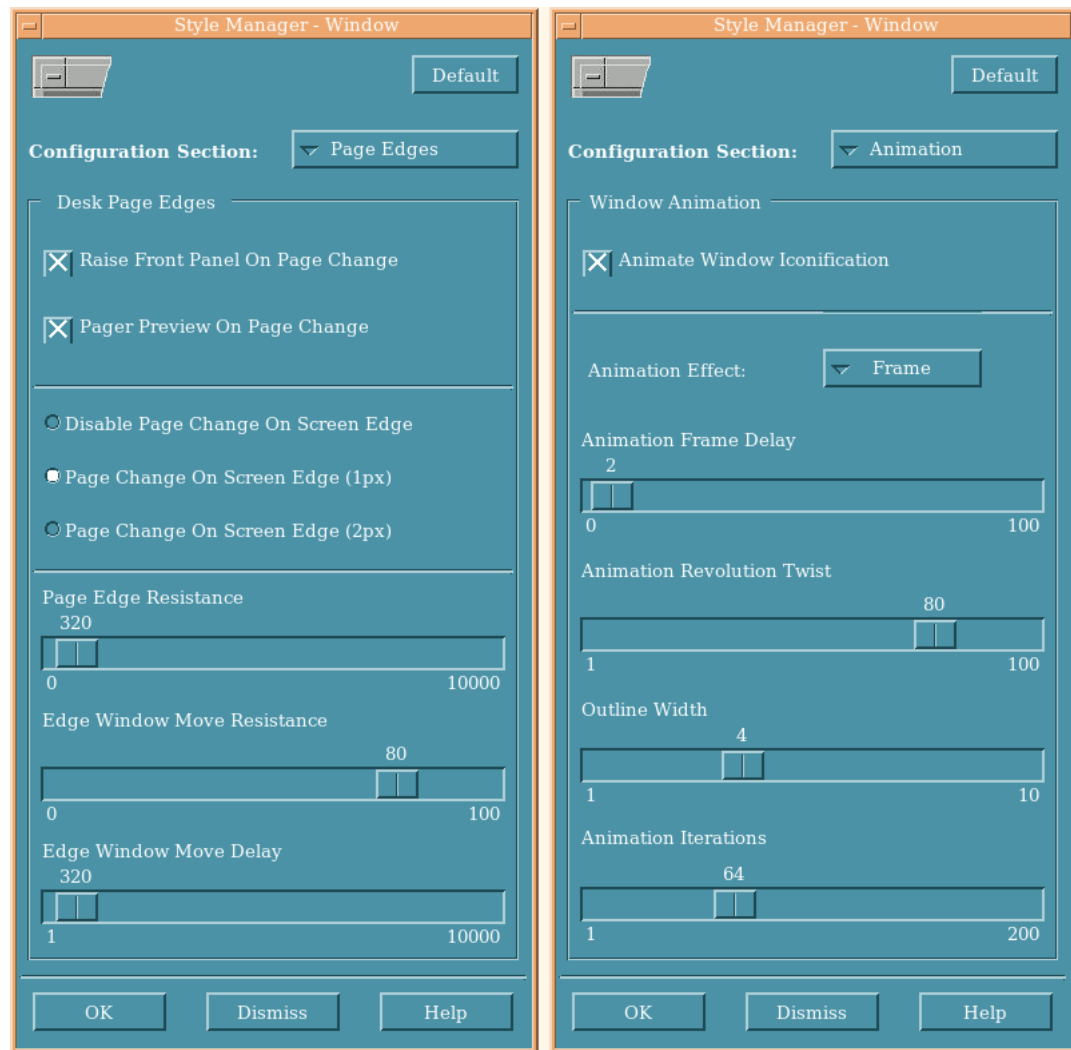 Style Manager - Window
Default
Configuration Section:
Page Edges
Desk Page Edges
Raise Front Panel On Page Change
Pager Preview On Page Change
Disable Page Change On Screen Edge
Page Change On Screen Edge (1px)
Page Change On Screen Edge (2px)
Page Edge Resistance
320
0 10000
Edge Window Move Resistance
80
0 100
Edge Window Move Delay
320
1 10000
OK Dismiss Help
Style Manager - Window
Default
Configuration Section:
Animation
Window Animation
Animate Window Iconification
Animation Effect:
Frame
Animation Frame Delay
2
0 100
Animation Revolution Twist
80
1 100
Outline Width
4
1 10
Animation Iterations
64
1 200
OK Dismiss Help